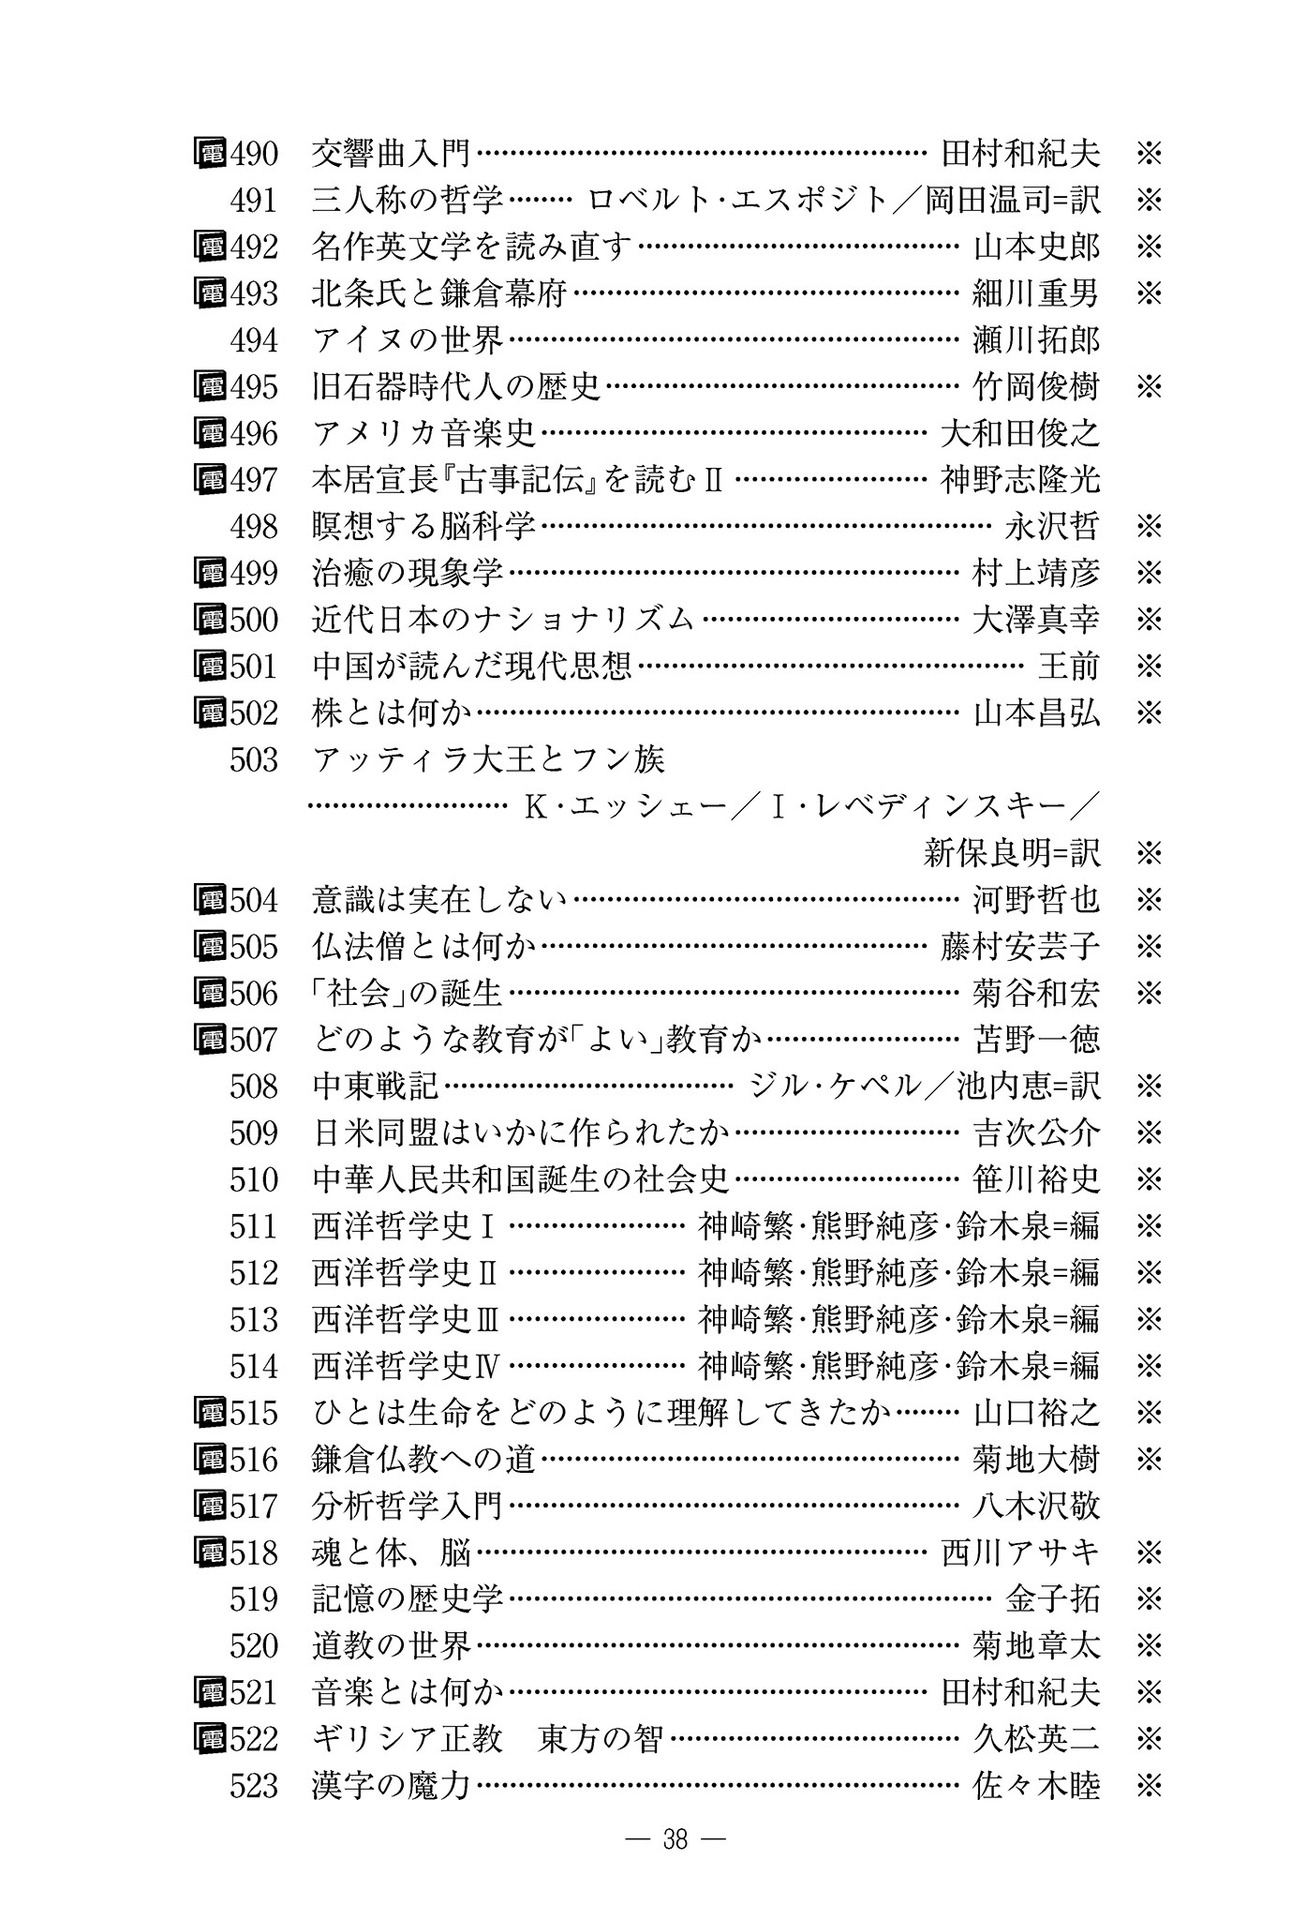 電490 交響曲入門……………………………………………… 田村和紀夫 ※
491 三人称の哲学…….. ロベルト・エスポジト／岡田温司=訳 ※
電492 名作英文学を読み直す………………………………… 山本史郎 ※
電493 北条氏と鎌倉幕府……………………………………… 細川重男 ※
494 アイヌの世界……………………………………………… 瀬川拓郎
電495 旧石器時代人の歴史…………………………………… 竹岡俊樹 ※
電496 アメリカ音楽史………………………………………… 大和田俊之
電497 本居宣長『古事記伝』を読むⅡ…………………… 神野志隆光
498 瞑想する脳科学……………………………………………… 永沢哲 ※
電499 治癒の現象学……………………………………………… 村上靖彦 ※
電500 近代日本のナショナリズム………………………… 大澤真幸 ※
電501 中国が読んだ現代思想……………………………………… 王前 ※
電502 株とは何か………………………………………………… 山本昌弘 ※
503 アッティラ大王とフン族
…………………… K・エッシェー／I・レベディンスキー／
新保良明=訳 ※
電504 意識は実在しない……………………………………… 河野哲也 ※
電505 仏法僧とは何か……………………………………… 藤村安芸子 ※
電506 「社会」の誕生……………………………………………… 菊谷和宏 ※
電507 どのような教育が「よい」教育か…………………… 苫野一徳
508 中東戦記…………………………… ジル・ケペル／池内恵=訳 ※
509 日米同盟はいかに作られたか……………………… 吉次公介 ※
510 中華人民共和国誕生の社会史……………………… 笹川裕史 ※
511 西洋哲学史Ⅰ………………… 神崎繁・熊野純彦・鈴木泉=編 ※
512 西洋哲学史Ⅱ………………… 神崎繁・熊野純彦・鈴木泉=編 ※
513 西洋哲学史Ⅲ………………… 神崎繁・熊野純彦・鈴木泉=編 ※
514 西洋哲学史Ⅳ………………… 神崎繁・熊野純彦・鈴木泉=編 ※
電515 ひとは生命をどのように理解してきたか…….. 山口裕之 ※
電516 鎌倉仏教への道………………………………………… 菊地大樹 ※
電517 分析哲学入門……………………………………………… 八木沢敬
電518 魂と体、脳……………………………………………… 西川アサキ ※
519 記憶の歴史学………………………………………………… 金子拓 ※
520 道教の世界………………………………………………… 菊地章太 ※
電521 音楽とは何か…………………………………………… 田村和紀夫 ※
電522 ギリシア正教　東方の智……………………………… 久松英二 ※
523 漢字の魔力………………………………………………… 佐々木睦 ※
— 38 —